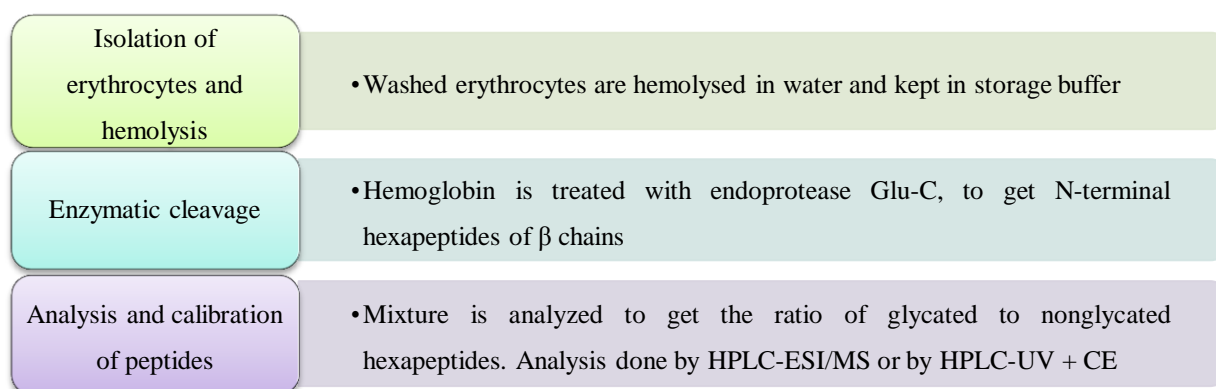 Isolation of
erythrocytes and
hemolysis
•Washed erythrocytes are hemolysed in water and kept in storage buffer
Enzymatic cleavage
•Hemoglobin is treated with endoprotease Glu-C, to get N-terminal
hexapeptides of β chains
Analysis and calibration
of peptides
•Mixture is analyzed to get the ratio of glycated to nonglycated
hexapeptides. Analysis done by HPLC-ESI/MS or by HPLC-UV + CE